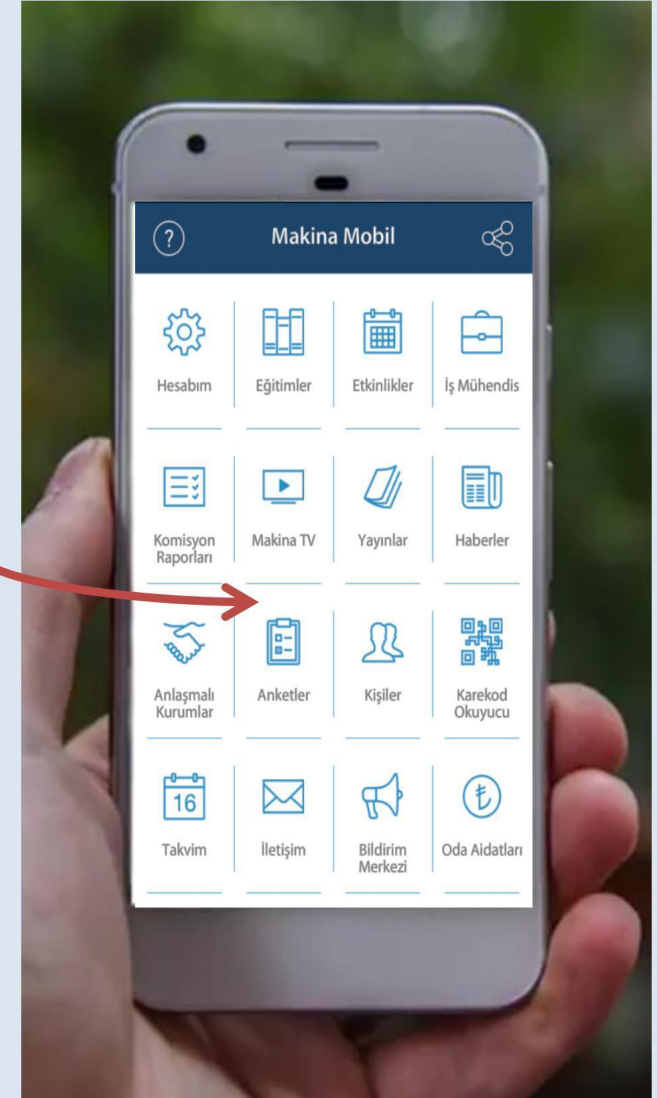 Makina Mobil
Hesabım
Eğitimler
Etkinlikler
İş Mühendis
Komisyon
Raporları
Makina TV
Yayınlar
Haberler
Anlaşmalı
Kurumlar
Anketler
Kişiler
Karekod
Okuyucu
16
Takvim
İletişim
Bildirim
Merkezi
Oda Aidatları